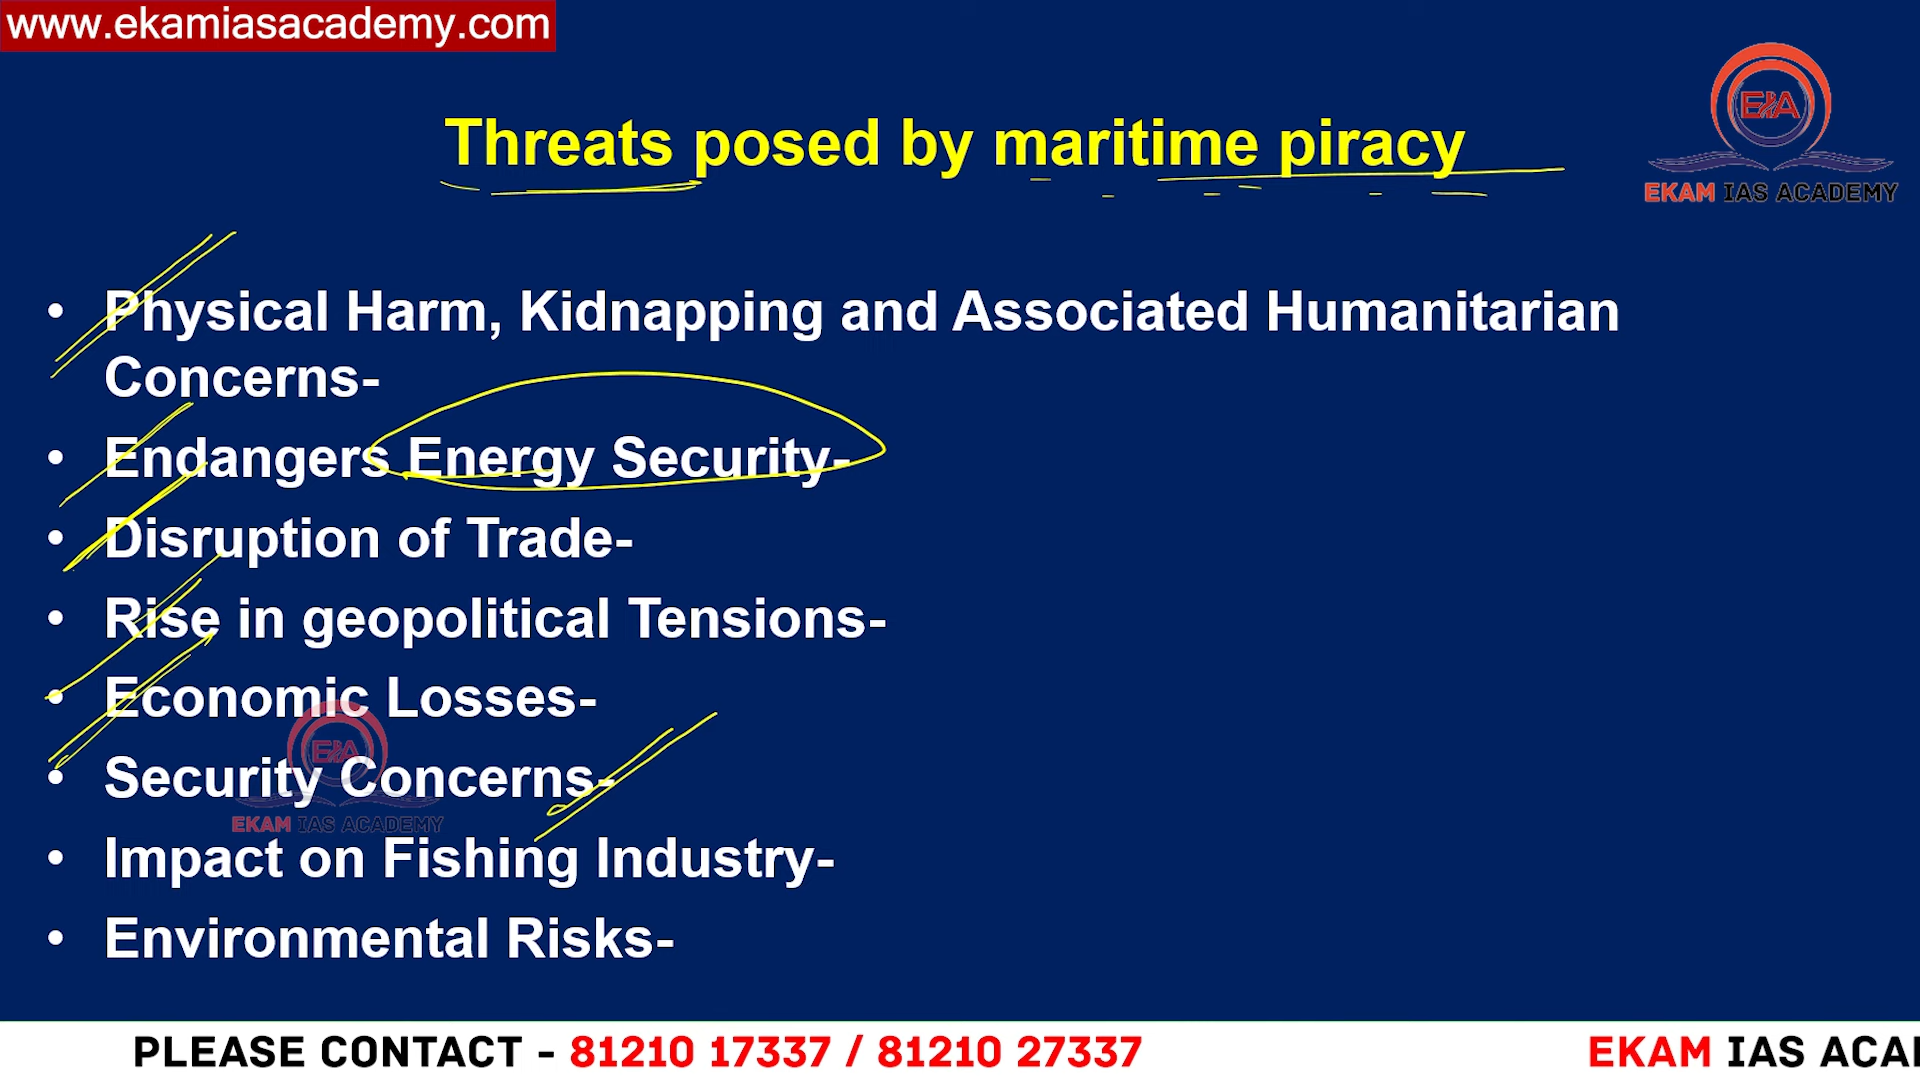 www.ekamiasacademy.com
EIA
EKAM IAS ACADEMY
Threats posed by maritime piracy
• Physical Harm, Kidnapping and Associated Humanitarian
Concerns-
• Endangers Energy Security-
• Disruption of Trade-
• Rise in geopolitical Tensions-
• Economic Losses-
EIA
• Security Concerns-
EKAM IAS ACADEMY
• Impact on Fishing Industry-
• Environmental Risks-
PLEASE CONTACT - 81210 17337 / 81210 27337 EKAM IAS ACA